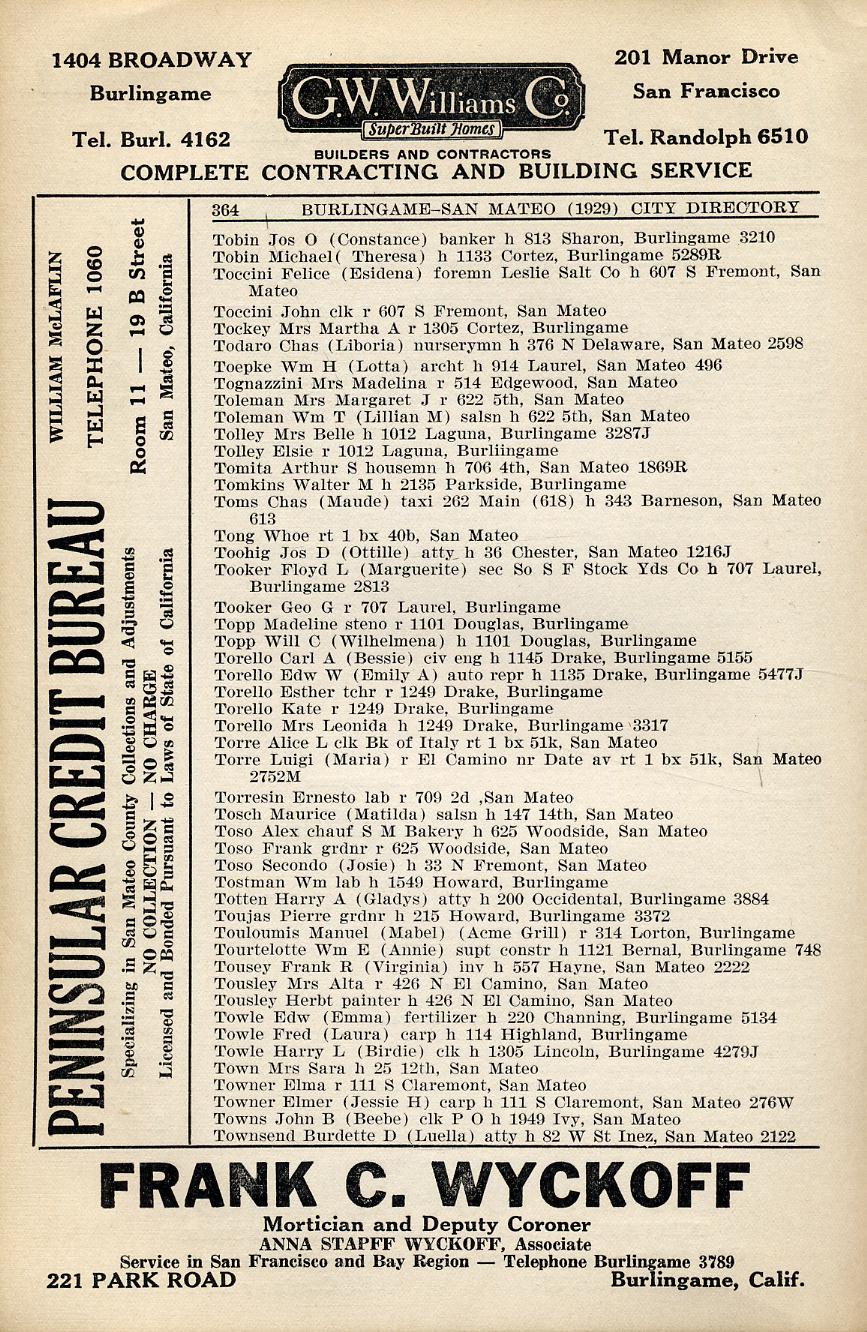 1404 BROADWAY
Burlingame
Tel. Burl. 4162
G.W. Williams Co.
SuperBuilt Homes
BUILDERS AND CONTRACTORS
201 Manor Drive
San Francisco
Tel. Randolph 6510
COMPLETE CONTRACTING AND BUILDING SERVICE
PENINSULAR CREDIT BUREAU
WILLIAM McLAFLIN
TELEPHONE 1060
Room 11 — 19 B Street
San Mateo, California
Specializing in San Mateo County Collections and Adjustments
NO COLLECTION — NO CHARGE
Licensed and Bonded Pursuant to Laws of State of California
364 BURLINGAME–SAN MATEO (1929) CITY DIRECTORY
Tobin Jos O (Constance) banker h 813 Sharon, Burlingame 3210
Tobin Michael( Theresa) h 1133 Cortez, Burlingame 5289R
Toccini Felice (Esidena) foremn Leslie Salt Co h 607 S Fremont, San
Mateo
Toccini John clk r 607 S Fremont, San Mateo
Tockey Mrs Martha A r 1305 Cortez, Burlingame
Todaro Chas (Liboria) nurserymn h 376 N Delaware, San Mateo 2598
Toepke Wm H (Lotta) archt h 914 Laurel, San Mateo 496
Tognazzini Mrs Madelina r 514 Edgewood, San Mateo
Toleman Mrs Margaret J r 622 5th, San Mateo
Toleman Wm T (Lillian M) salsn h 622 5th, San Mateo
Tolley Mrs Belle h 1012 Laguna, Burlingame 3287J
Tolley Elsie r 1012 Laguna, Burliingame
Tomita Arthur S housemn h 706 4th, San Mateo 1869R
Tomkins Walter M h 2135 Parkside, Burlingame
Toms Chas (Maude) taxi 262 Main (618) h 343 Barneson, San Mateo
613
Tong Whoe rt 1 bx 40b, San Mateo
Toohig Jos D (Ottille) atty h 36 Chester, San Mateo 1216J
Tooker Floyd L (Marguerite) sec So S F Stock Yds Co h 707 Laurel,
Burlingame 2813
Tooker Geo G r 707 Laurel, Burlingame
Topp Madeline steno r 1101 Douglas, Burlingame
Topp Will C (Wilhelmena) h 1101 Douglas, Burlingame
Torello Carl A (Bessie) civ eng h 1145 Drake, Burlingame 5155
Torello Edw W (Emily A) auto repr h 1135 Drake, Burlingame 5477J
Torello Esther tchr r 1249 Drake, Burlingame
Torello Kate r 1249 Drake, Burlingame
Torello Mrs Leonida h 1249 Drake, Burlingame 3317
Torre Alice L clk Bk of Italy rt 1 bx 51k, San Mateo
Torre Luigi (Maria) r El Camino nr Date av rt 1 bx 51k, San Mateo
2752M
Torresin Ernesto lab r 709 2d ,San Mateo
Tosch Maurice (Matilda) salsn h 147 14th, San Mateo
Toso Alex chauf S M Bakery h 625 Woodside, San Mateo
Toso Frank grdnr r 625 Woodside, San Mateo
Toso Secondo (Josie) h 33 N Fremont, San Mateo
Tostman Wm lab h 1549 Howard, Burlingame
Totten Harry A (Gladys) atty h 200 Occidental, Burlingame 3884
Toujas Pierre grdnr h 215 Howard, Burlingame 3372
Touloumis Manuel (Mabel) (Acme Grill) r 314 Lorton, Burlingame
Tourtelotte Wm E (Annie) supt constr h 1121 Bernal, Burlingame 748
Tousey Frank R (Virginia) inv h 557 Hayne, San Mateo 2222
Tousley Mrs Alta r 426 N El Camino, San Mateo
Tousley Herbt painter h 426 N El Camino, San Mateo
Towle Edw (Emma) fertilizer h 220 Channing, Burlingame 5134
Towle Fred (Laura) carp h 114 Highland, Burlingame
Towle Harry L (Birdie) clk h 1305 Lincoln, Burlingame 4279J
Town Mrs Sara h 25 12th, San Mateo
Towner Elma r 111 S Claremont, San Mateo
Towner Elmer (Jessie H) carp h 111 S Claremont, San Mateo 276W
Towns John B (Beebe) clk P O h 1949 Ivy, San Mateo
Townsend Burdette D (Luella) atty h 82 W St Inez, San Mateo 2122
FRANK C. WYCKOFF
Mortician and Deputy Coroner
ANNA STAPFF WYCKOFF, Associate
Service in San Francisco and Bay Region — Telephone Burlingame 3789
221 PARK ROAD Burlingame, Calif.